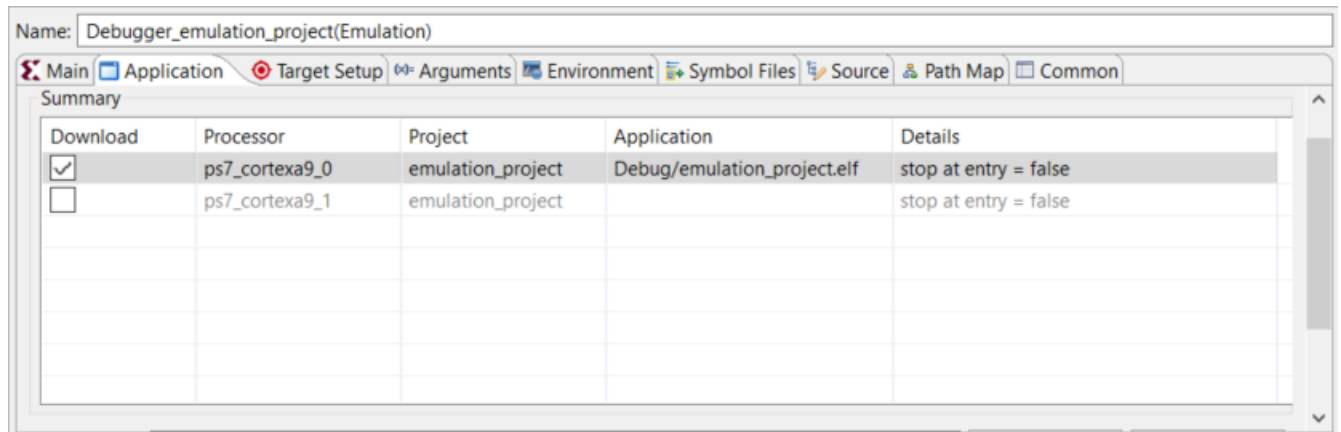 Name: Debugger_emulation_project(Emulation)
Main Application Target Setup (x)= Arguments Environment Symbol Files Source Path Map Common
Summary
Download Processor Project Application Details
ps7_cortexa9_0 emulation_project Debug/emulation_project.elf stop at entry = false
ps7_cortexa9_1 emulation_project stop at entry = false